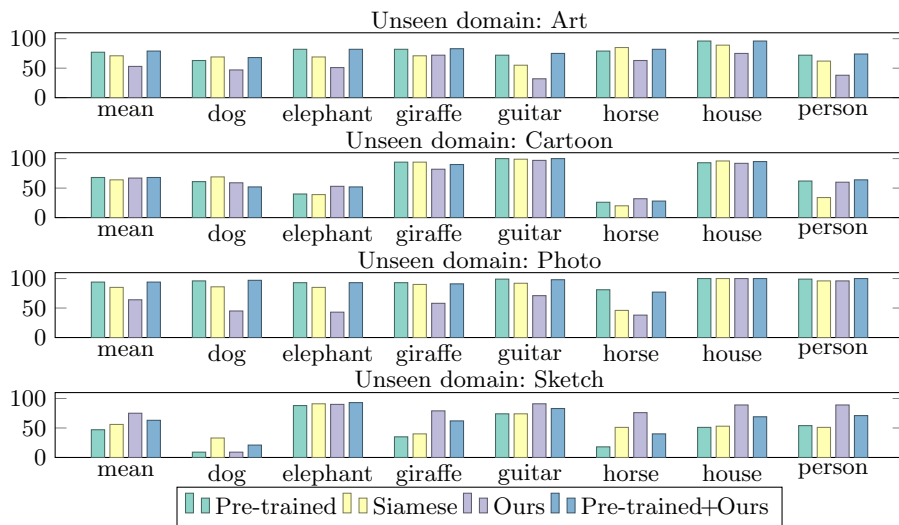 Unseen domain: Art
100
50
0
mean dog elephant giraffe guitar horse house person
Unseen domain: Cartoon
100
50
0
mean dog elephant giraffe guitar horse house person
Unseen domain: Photo
100
50
0
mean dog elephant giraffe guitar horse house person
Unseen domain: Sketch
100
50
0
mean dog elephant giraffe guitar horse house person
Pre-trained Siamese Ours Pre-trained+Ours